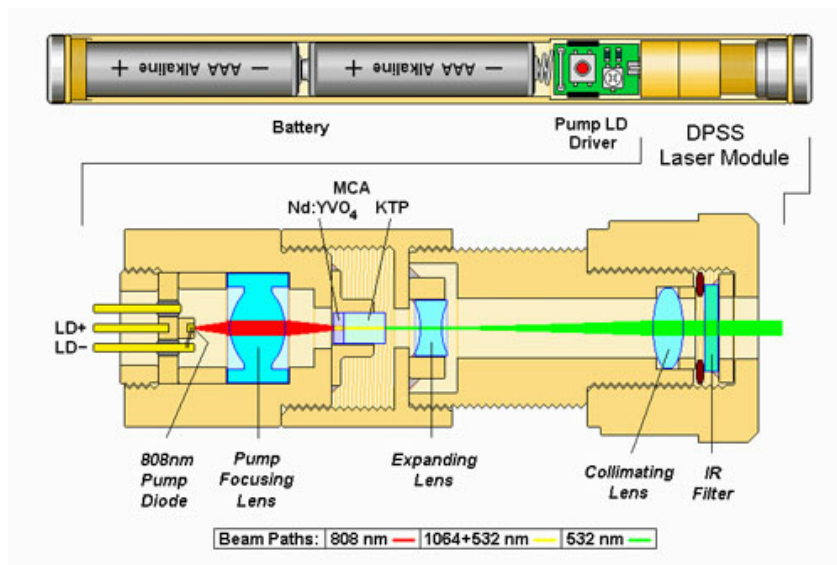 + AAA Alkaline −
+ AAA Alkaline −
Battery
Pump LD
Driver
DPSS
Laser Module
MCA
Nd:YVO4 KTP
LD+
LD−
808nm
Pump
Diode
Pump
Focusing
Lens
Expanding
Lens
Collimating
Lens
IR
Filter
Beam Paths: 808 nm 1064+532 nm 532 nm